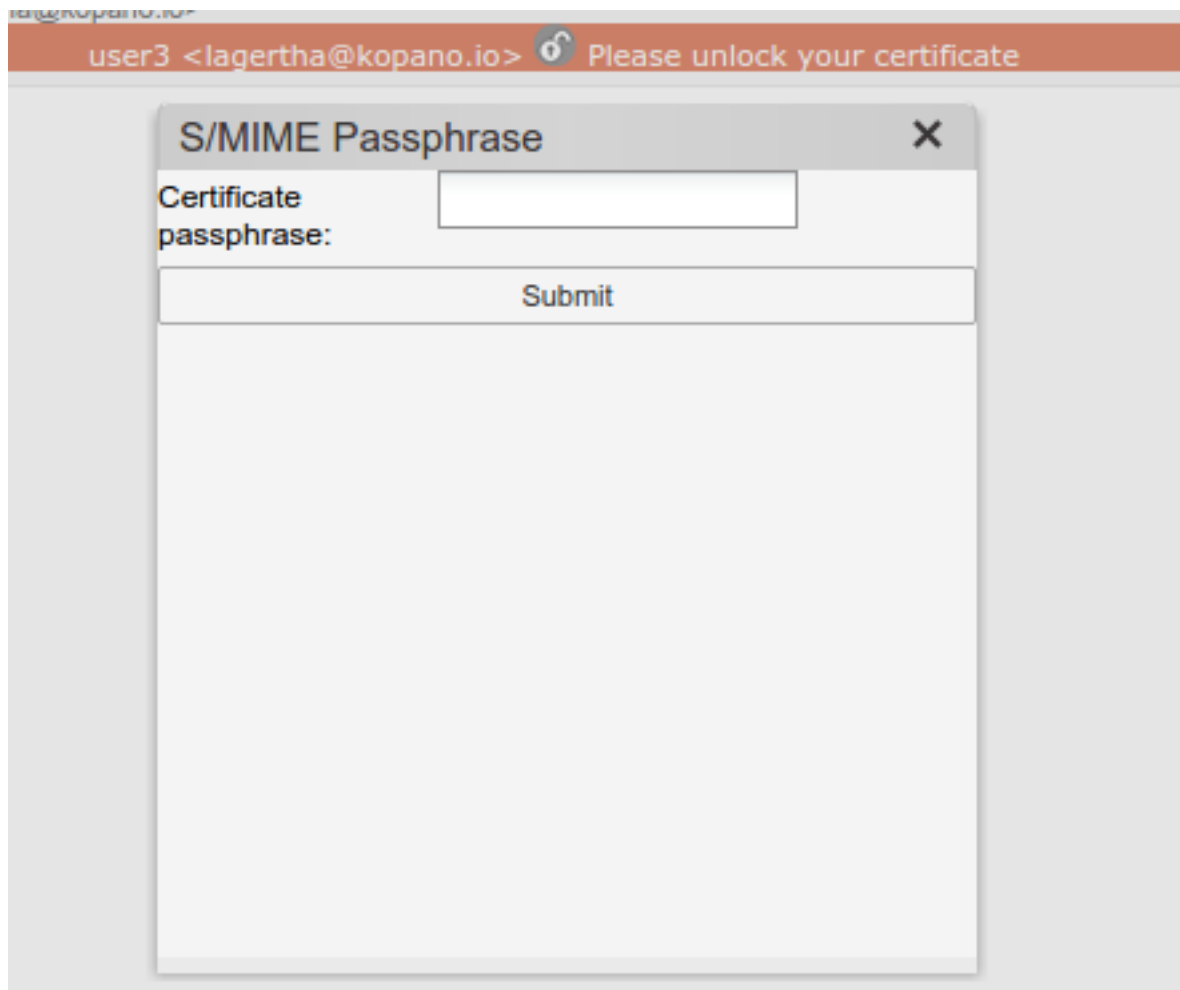 user3 <lagertha@kopano.io> Please unlock your certificate
S/MIME Passphrase
Certificate
passphrase:
Submit